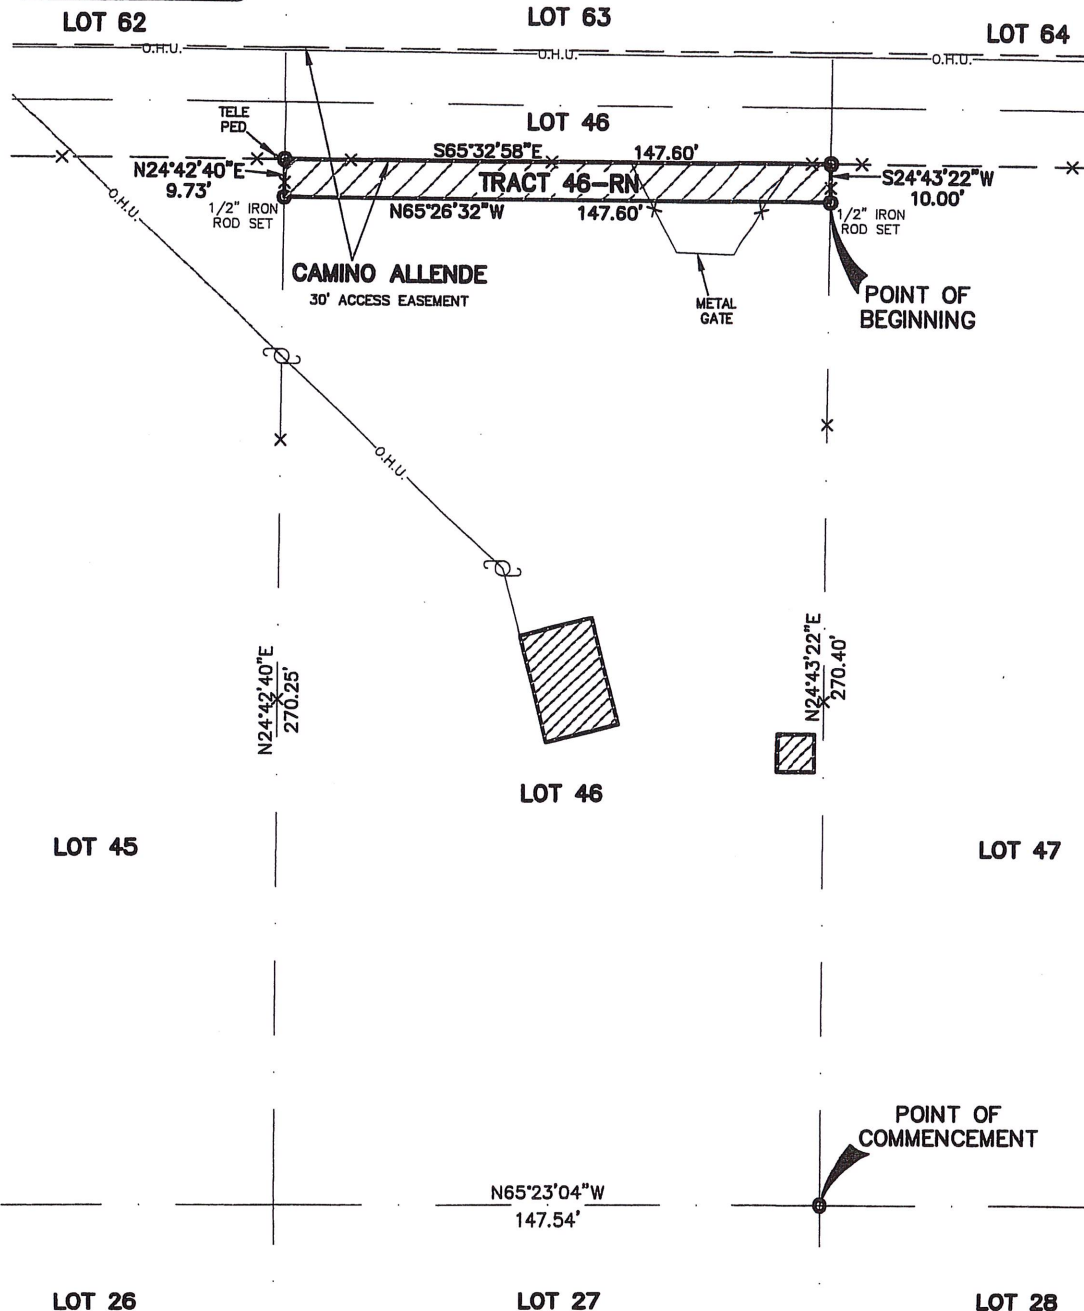 LOT 62
LOT 63
LOT 64
O.H.U.
O.H.U.
O.H.U.
TELE
PED
LOT 46
S65°32'58"E 147.60'
N24°42'40"E
9.73'
TRACT 46-RN
S24°43'22"W
10.00'
O.H.U.
1/2" IRON
ROD SET
N65°26'32"W 147.60'
1/2" IRON
ROD SET
CAMINO ALLENDE
30' ACCESS EASEMENT
METAL
GATE
POINT OF
BEGINNING
O.H.U.
N24°42'40"E
270.25'
N24°43'22"E
270.40'
LOT 46
LOT 45
LOT 47
POINT OF
COMMENCEMENT
N65°23'04"W
147.54'
LOT 26
LOT 27
LOT 28